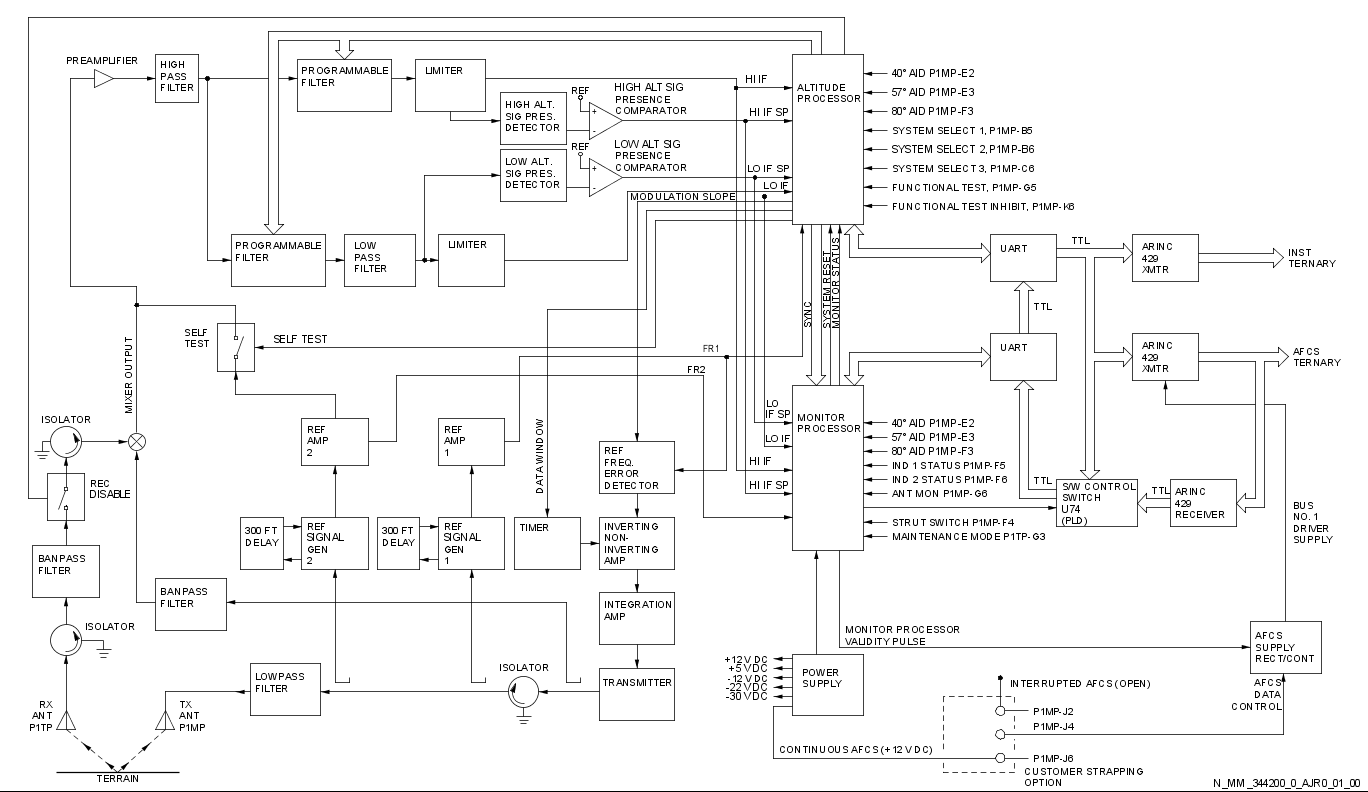 PREAMPLIFIER
HIGH
PASS
FILTER
PROGRAMMABLE
FILTER
LIMITER
HIGH ALT.
SIG PRES.
DETECTOR
REF
+
-
HIGH ALT SIG
PRESENCE
COMPARATOR
LOW ALT.
SIG PRES.
DETECTOR
REF
+
-
LOW ALT SIG
PRESENCE
COMPARATOR
HI IF
HI IF SP
LO IF SP
LO IF
MODULATION SLOPE
ALTITUDE
PROCESSOR
40° AID P1MP-E2
57° AID P1MP-E3
80° AID P1MP-F3
SYSTEM SELECT 1, P1MP-B5
SYSTEM SELECT 2, P1MP-B6
SYSTEM SELECT 3, P1MP-C6
FUNCTIONAL TEST, P1MP-G5
FUNCTIONAL TEST INHIBIT, P1MP-K6
PROGRAMMABLE
FILTER
LOW
PASS
FILTER
LIMITER
SYNC
SYSTEM RESET
MONITOR STATUS
UART
TTL
ARINC
429
XMTR
INST
TERNARY
TTL
UART
ARINC
429
XMTR
AFCS
TERNARY
SELF
TEST
SELF TEST
MIXER OUTPUT
FR1
FR2
ISOLATOR
REC
DISABLE
REF
AMP
2
REF
AMP
1
DATA WINDOW
REF
FREQ.
ERROR
DETECTOR
LO
IF SP
LO IF
HI IF
HI IF SP
MONITOR
PROCESSOR
40° AID P1MP-E2
57° AID P1MP-E3
80° AID P1MP-F3
IND 1 STATUS P1MP-F5
IND 2 STATUS P1MP-F6
ANT MON P1MP-G6
STRUT SWITCH P1MP-F4
MAINTENANCE MODE P1TP-G3
TTL
S/W CONTROL
SWITCH
U74
(PLD)
TTL
ARINC
429
RECEIVER
BUS
NO. 1
DRIVER
SUPPLY
300 FT
DELAY
REF
SIGNAL
GEN
2
300 FT
DELAY
REF
SIGNAL
GEN
1
TIMER
INVERTING
NON-
INVERTING
AMP
BANPASS
FILTER
BANPASS
FILTER
INTEGRATION
AMP
ISOLATOR
MONITOR PROCESSOR
VALIDITY PULSE
AFCS
SUPPLY
RECT/CONT
LOWPASS
FILTER
ISOLATOR
TRANSMITTER
+12V DC
+5 VDC
-12 V DC
-22 V DC
-30 VDC
POWER
SUPPLY
INTERRUPTED AFCS (OPEN)
AFCS
DATA
CONTROL
RX
ANT
P1TP
TX
ANT
P1MP
P1MP-J2
P1MP-J4
CONTINUOUS AFCS (+12 V DC)
P1MP-J6
CUSTOMER STRAPPING
OPTION
TERRAIN
N_MM_344200_0_AJR0_01_00